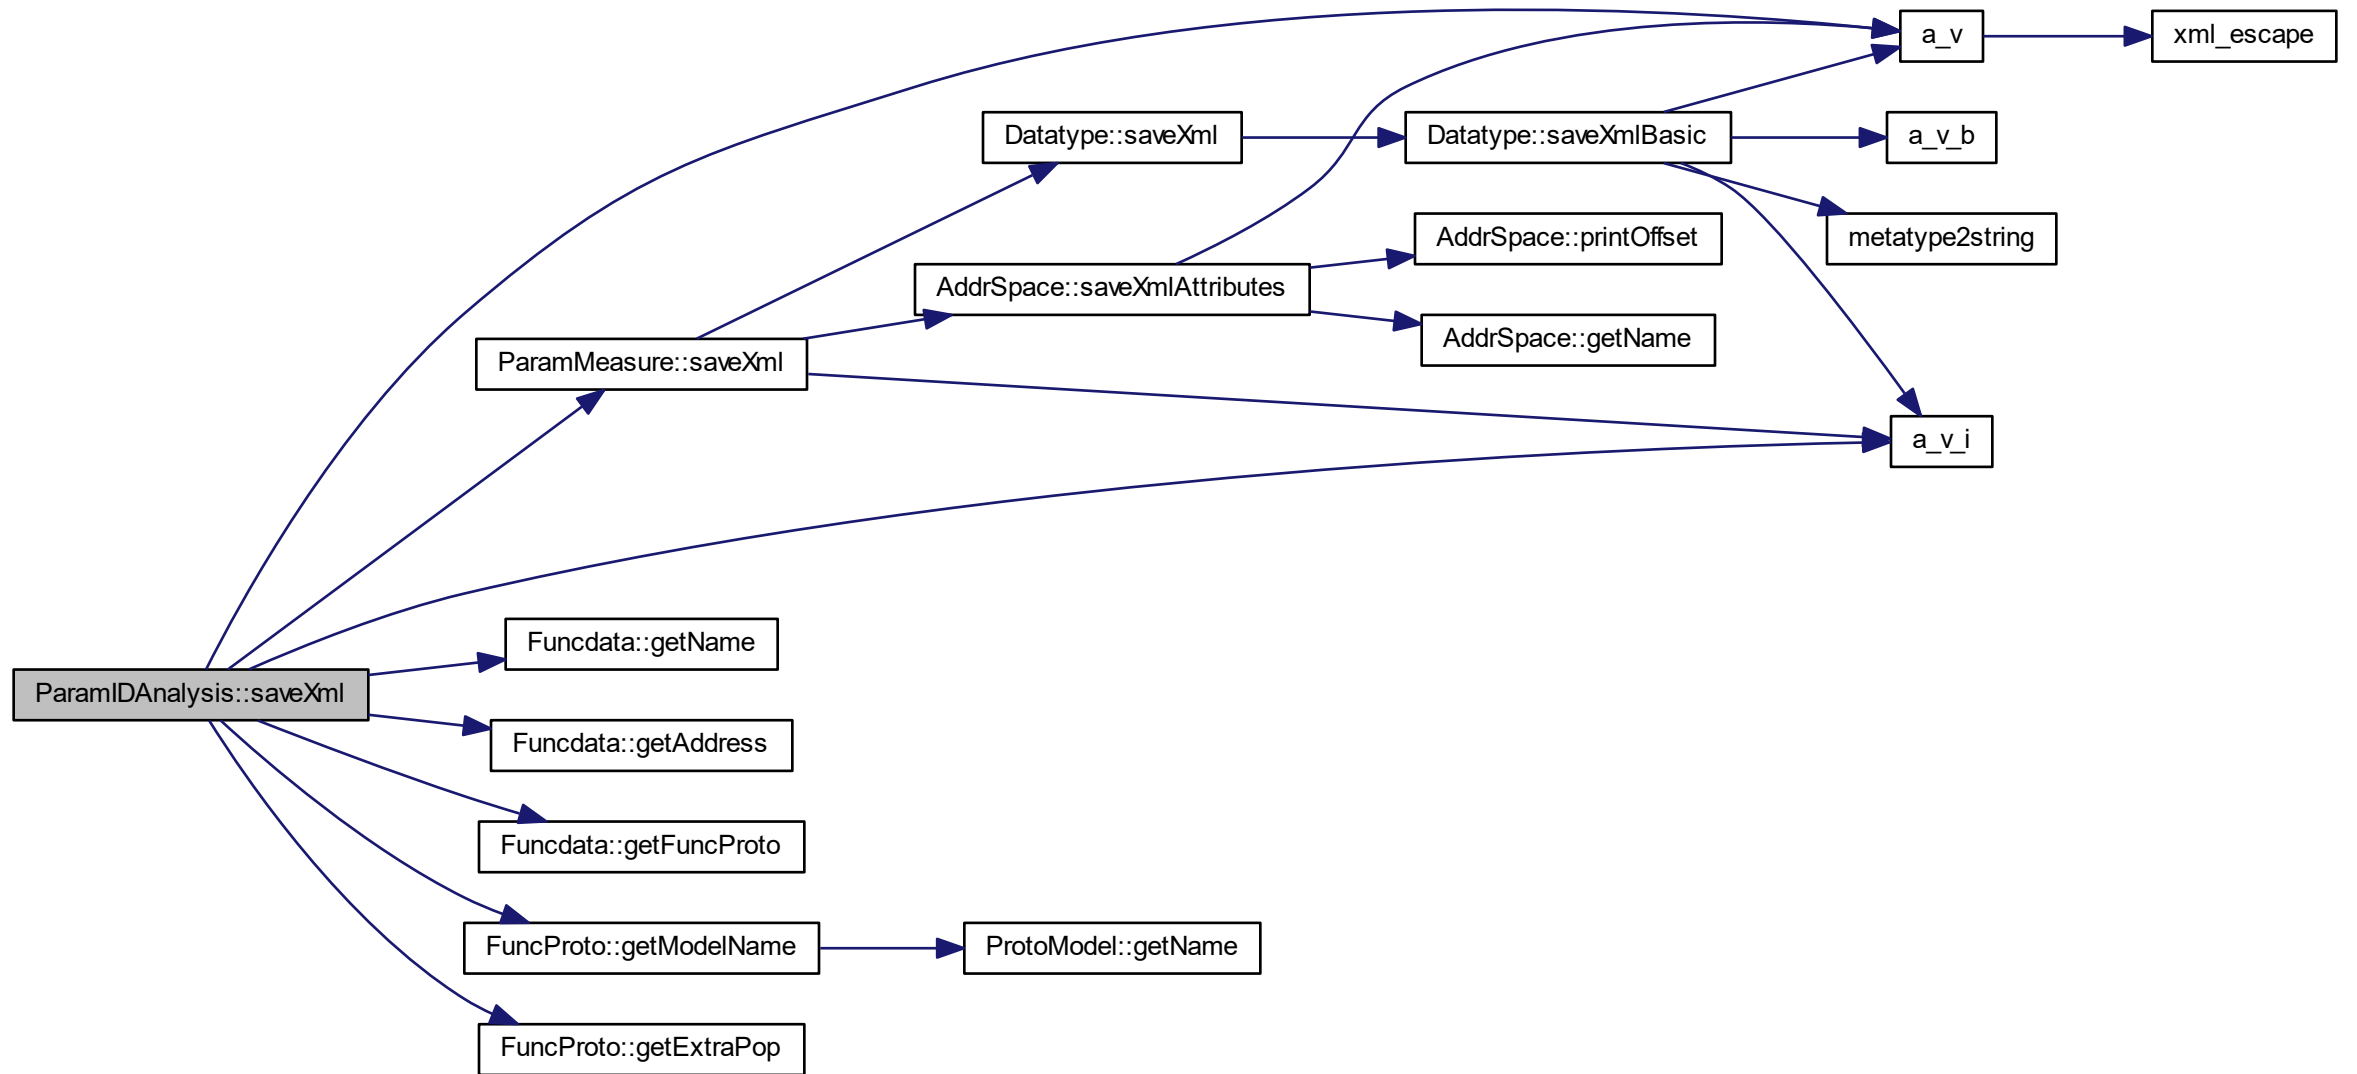 a_v
xml_escape
Datatype::saveXml
Datatype::saveXmlBasic
a_v_b
AddrSpace::printOffset
metatype2string
AddrSpace::saveXmlAttributes
AddrSpace::getName
ParamMeasure::saveXml
a_v_i
Funcdata::getName
ParamIDAnalysis::saveXml
Funcdata::getAddress
Funcdata::getFuncProto
FuncProto::getModelName
ProtoModel::getName
FuncProto::getExtraPop